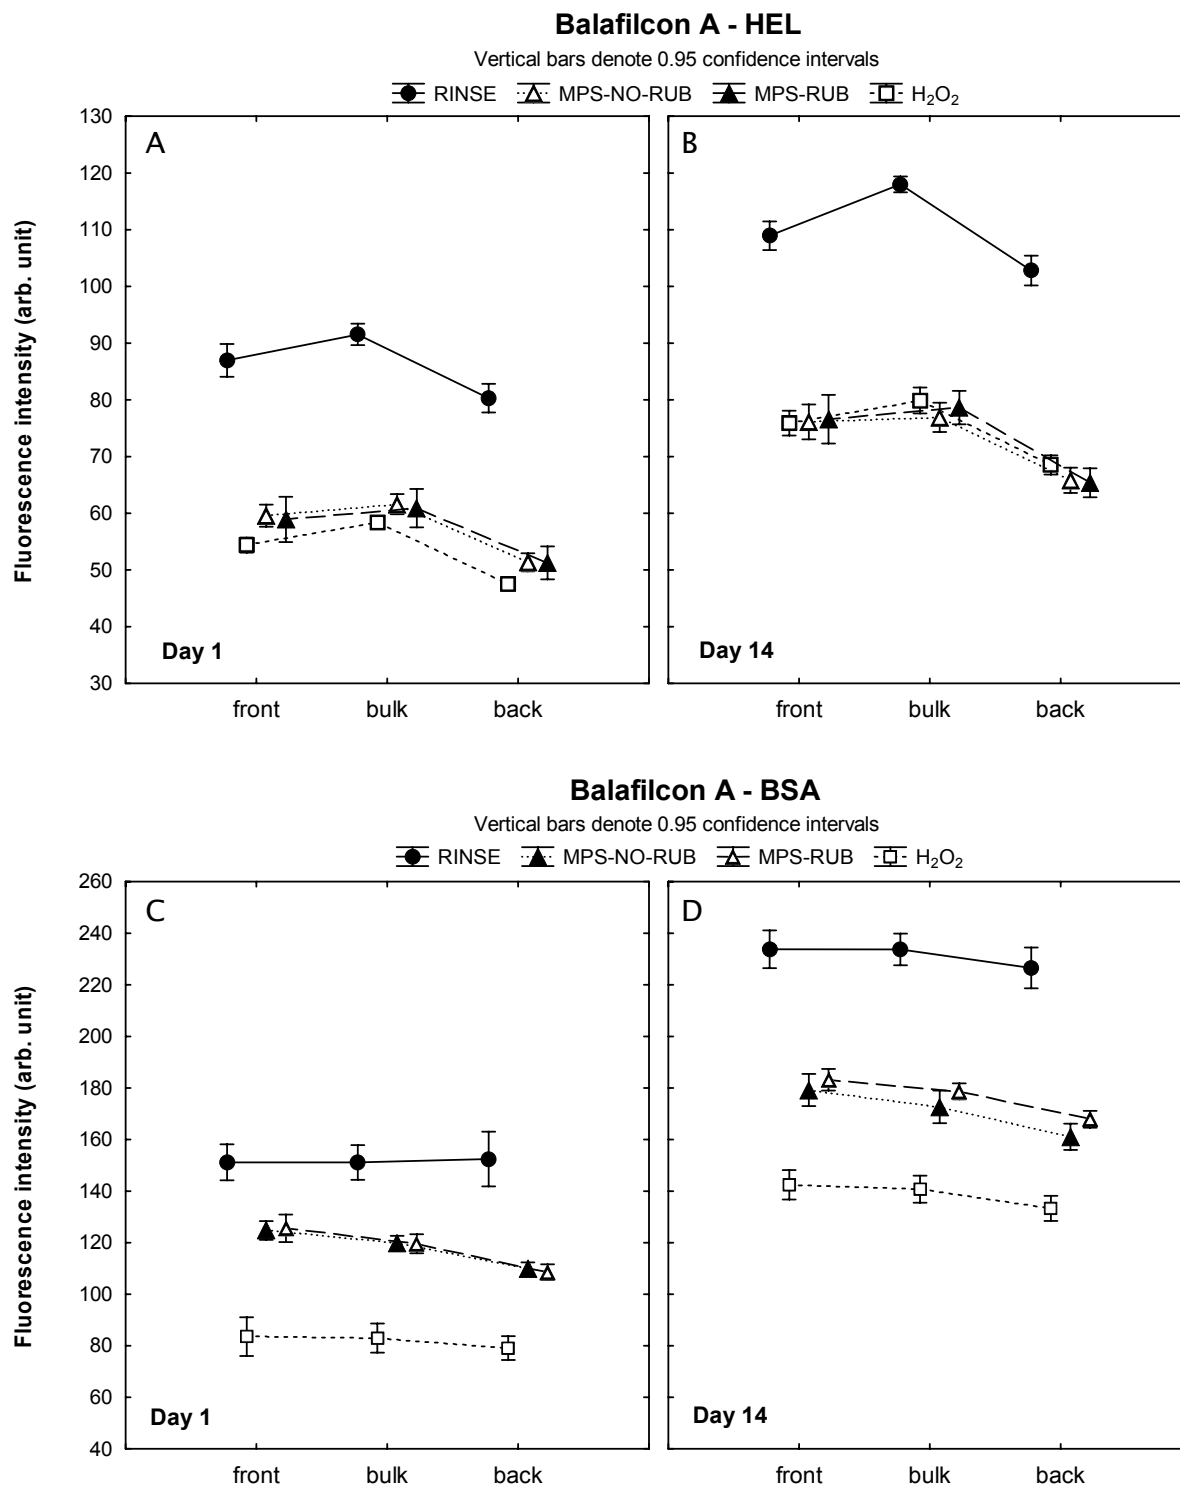 Balafilcon A - HEL
Vertical bars denote 0.95 confidence intervals
RINSE MPS-NO-RUB MPS-RUB H₂O₂
Fluorescence intensity (arb. unit)
130
120
110
100
90
80
70
60
50
40
30
A
Day 1
front bulk back
B
Day 14
front bulk back
Balafilcon A - BSA
Vertical bars denote 0.95 confidence intervals
RINSE MPS-NO-RUB MPS-RUB H₂O₂
Fluorescence intensity (arb. unit)
260
240
220
200
180
160
140
120
100
80
60
40
C
Day 1
front bulk back
D
Day 14
front bulk back